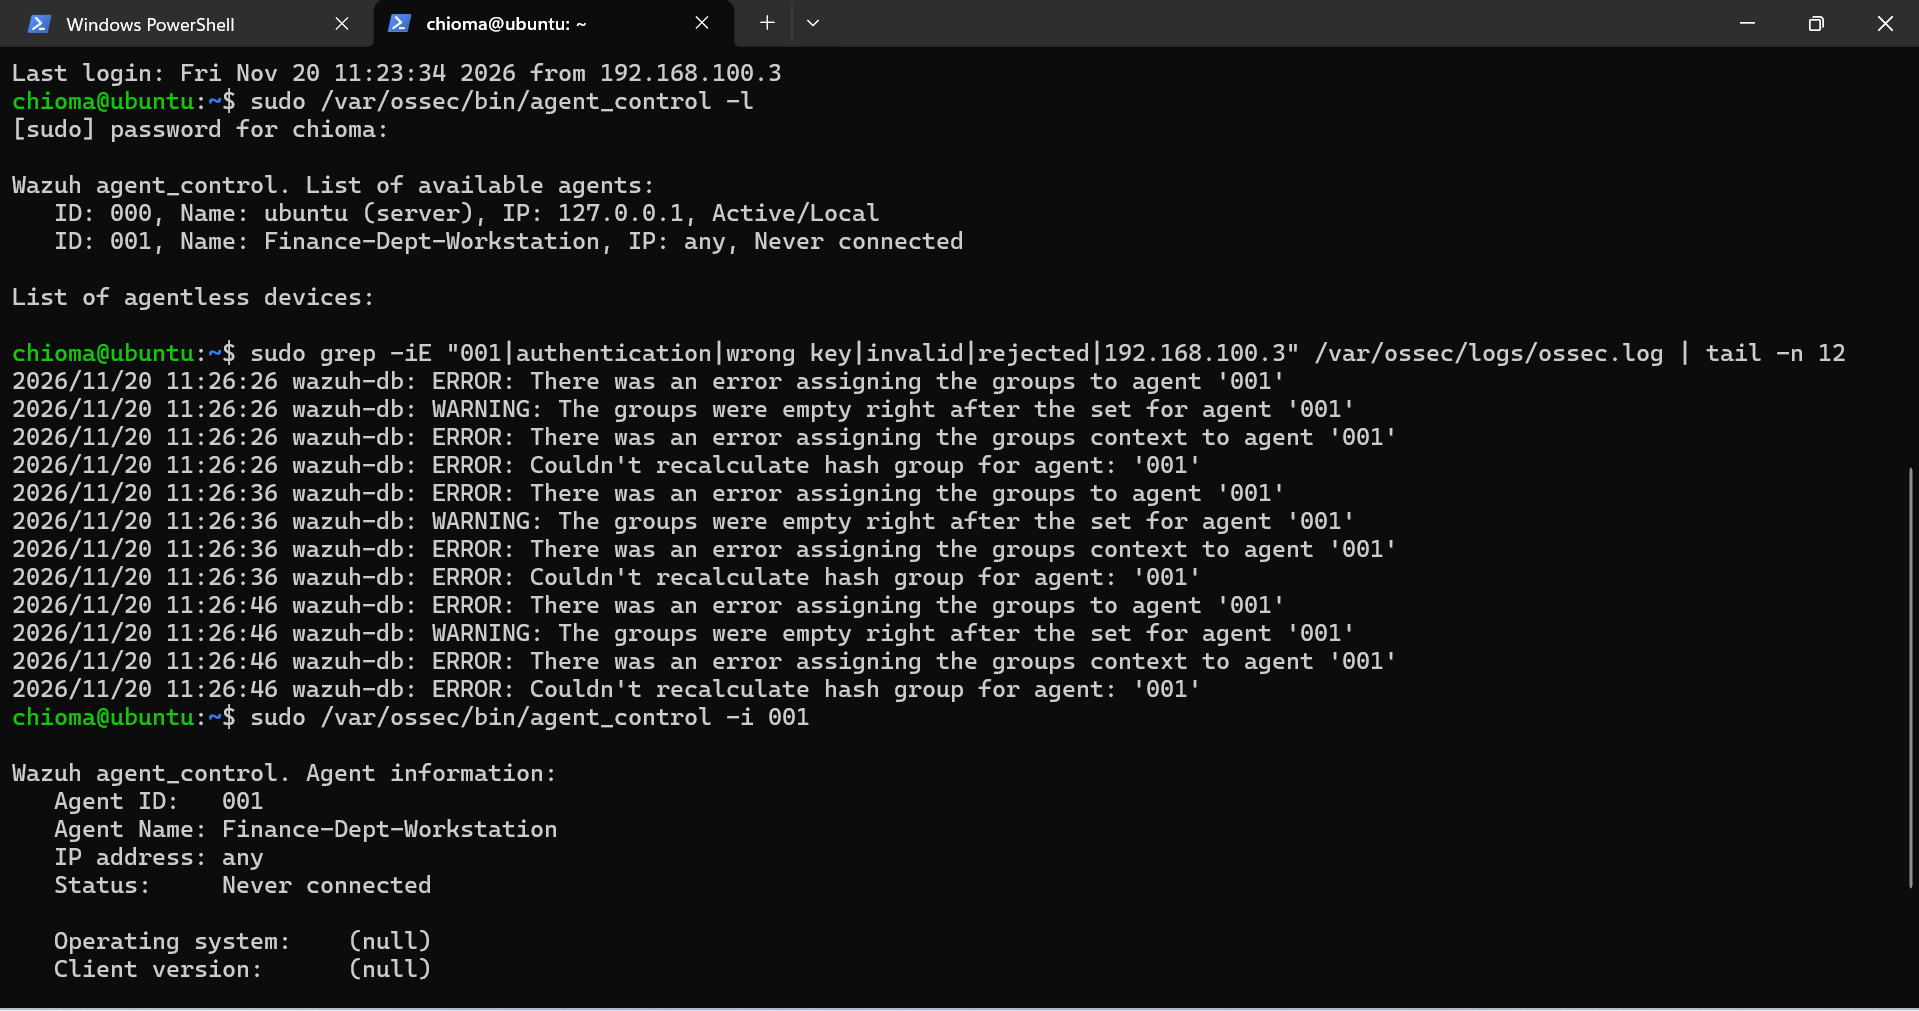 Windows PowerShell
chioma@ubuntu: ~
Last login: Fri Nov 20 11:23:34 2026 from 192.168.100.3
chioma@ubuntu:~$ sudo /var/ossec/bin/agent_control -l
[sudo] password for chioma:
Wazuh agent_control. List of available agents:
ID: 000, Name: ubuntu (server), IP: 127.0.0.1, Active/Local
ID: 001, Name: Finance-Dept-Workstation, IP: any, Never connected
List of agentless devices:
chioma@ubuntu:~$ sudo grep -iE "001|authentication|wrong key|invalid|rejected|192.168.100.3" /var/ossec/logs/ossec.log | tail -n 12
2026/11/20 11:26:26 wazuh-db: ERROR: There was an error assigning the groups to agent '001'
2026/11/20 11:26:26 wazuh-db: WARNING: The groups were empty right after the set for agent '001'
2026/11/20 11:26:26 wazuh-db: ERROR: There was an error assigning the groups context to agent '001'
2026/11/20 11:26:26 wazuh-db: ERROR: Couldn't recalculate hash group for agent: '001'
2026/11/20 11:26:36 wazuh-db: ERROR: There was an error assigning the groups to agent '001'
2026/11/20 11:26:36 wazuh-db: WARNING: The groups were empty right after the set for agent '001'
2026/11/20 11:26:36 wazuh-db: ERROR: There was an error assigning the groups context to agent '001'
2026/11/20 11:26:36 wazuh-db: ERROR: Couldn't recalculate hash group for agent: '001'
2026/11/20 11:26:46 wazuh-db: ERROR: There was an error assigning the groups to agent '001'
2026/11/20 11:26:46 wazuh-db: WARNING: The groups were empty right after the set for agent '001'
2026/11/20 11:26:46 wazuh-db: ERROR: There was an error assigning the groups context to agent '001'
2026/11/20 11:26:46 wazuh-db: ERROR: Couldn't recalculate hash group for agent: '001'
chioma@ubuntu:~$ sudo /var/ossec/bin/agent_control -i 001
Wazuh agent_control. Agent information:
Agent ID: 001
Agent Name: Finance-Dept-Workstation
IP address: any
Status: Never connected
Operating system: (null)
Client version: (null)